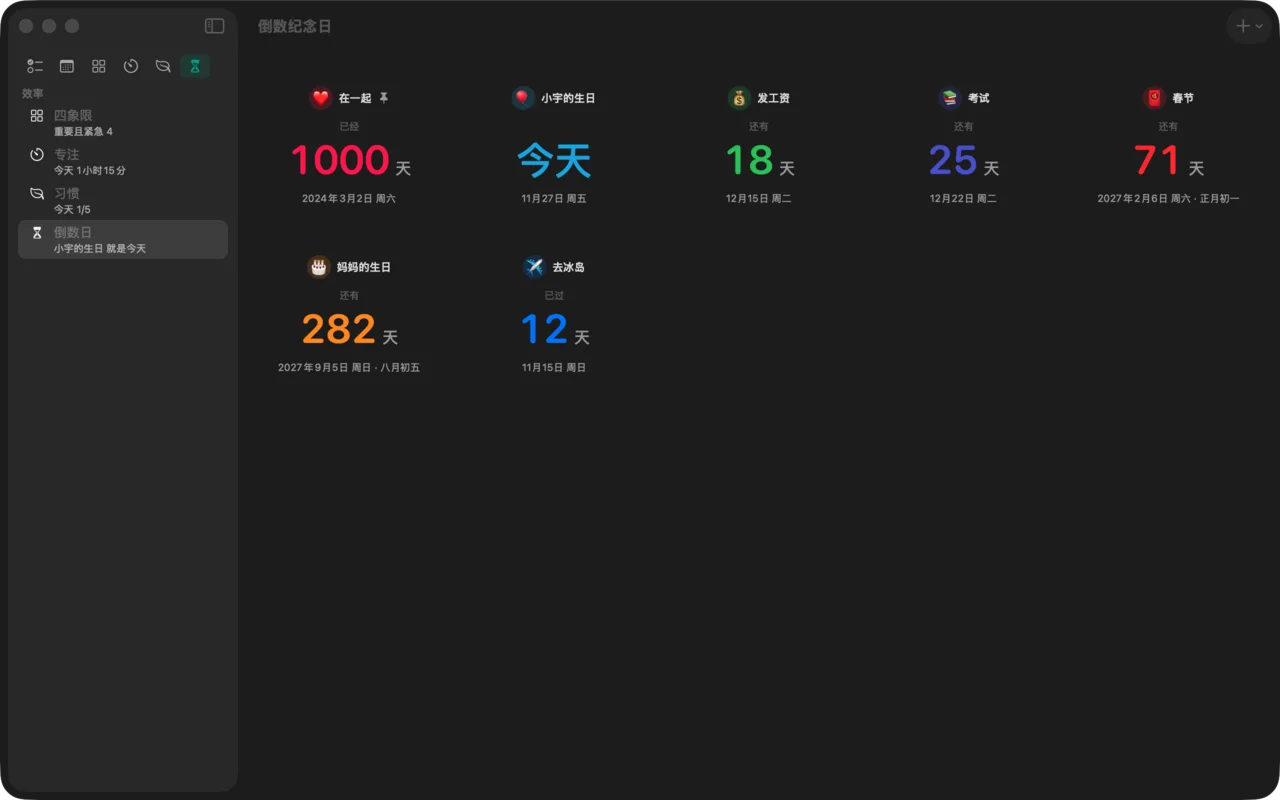 倒数纪念日
效率
四象限
重要且紧急 4
专注
今天 1小时15分
习惯
今天 1/5
倒数日
小宇的生日 就是今天
在一起
已经
1000 天
2024年3月2日 周六
小宇的生日
今天
11月27日 周五
发工资
还有
18 天
12月15日 周二
考试
还有
25 天
12月22日 周二
春节
还有
71 天
2027年2月6日 周六 · 正月初一
妈妈的生日
还有
282 天
2027年9月5日 周日 · 八月初五
去冰岛
已过
12 天
11月15日 周日